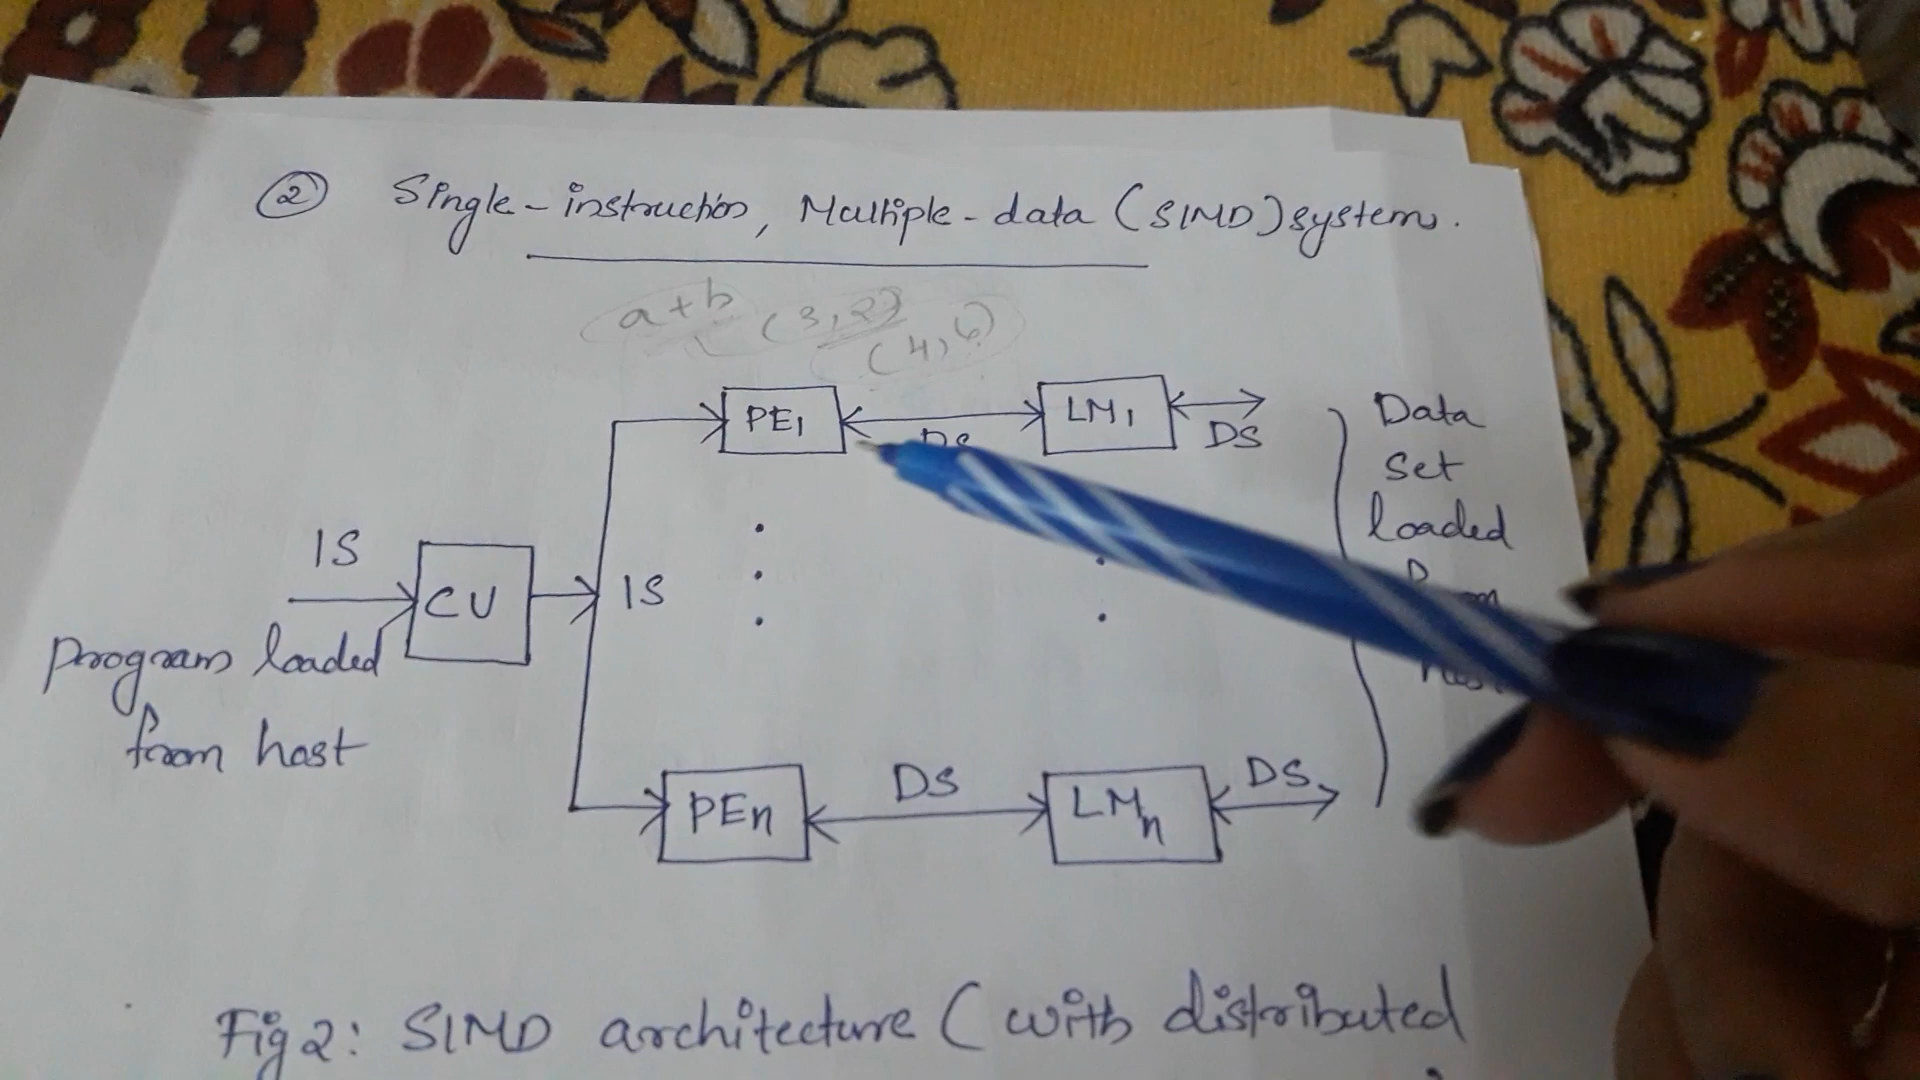 ② Single-instruction, Multiple-data (SIMD) system.
a+b (3,2)
(4,6)
PE1 DS LM1 DS
Data
Set
loaded
IS
CU IS
Program loaded
from host
PEn DS LMn DS
Fig 2: SIMD architecture (with distributed